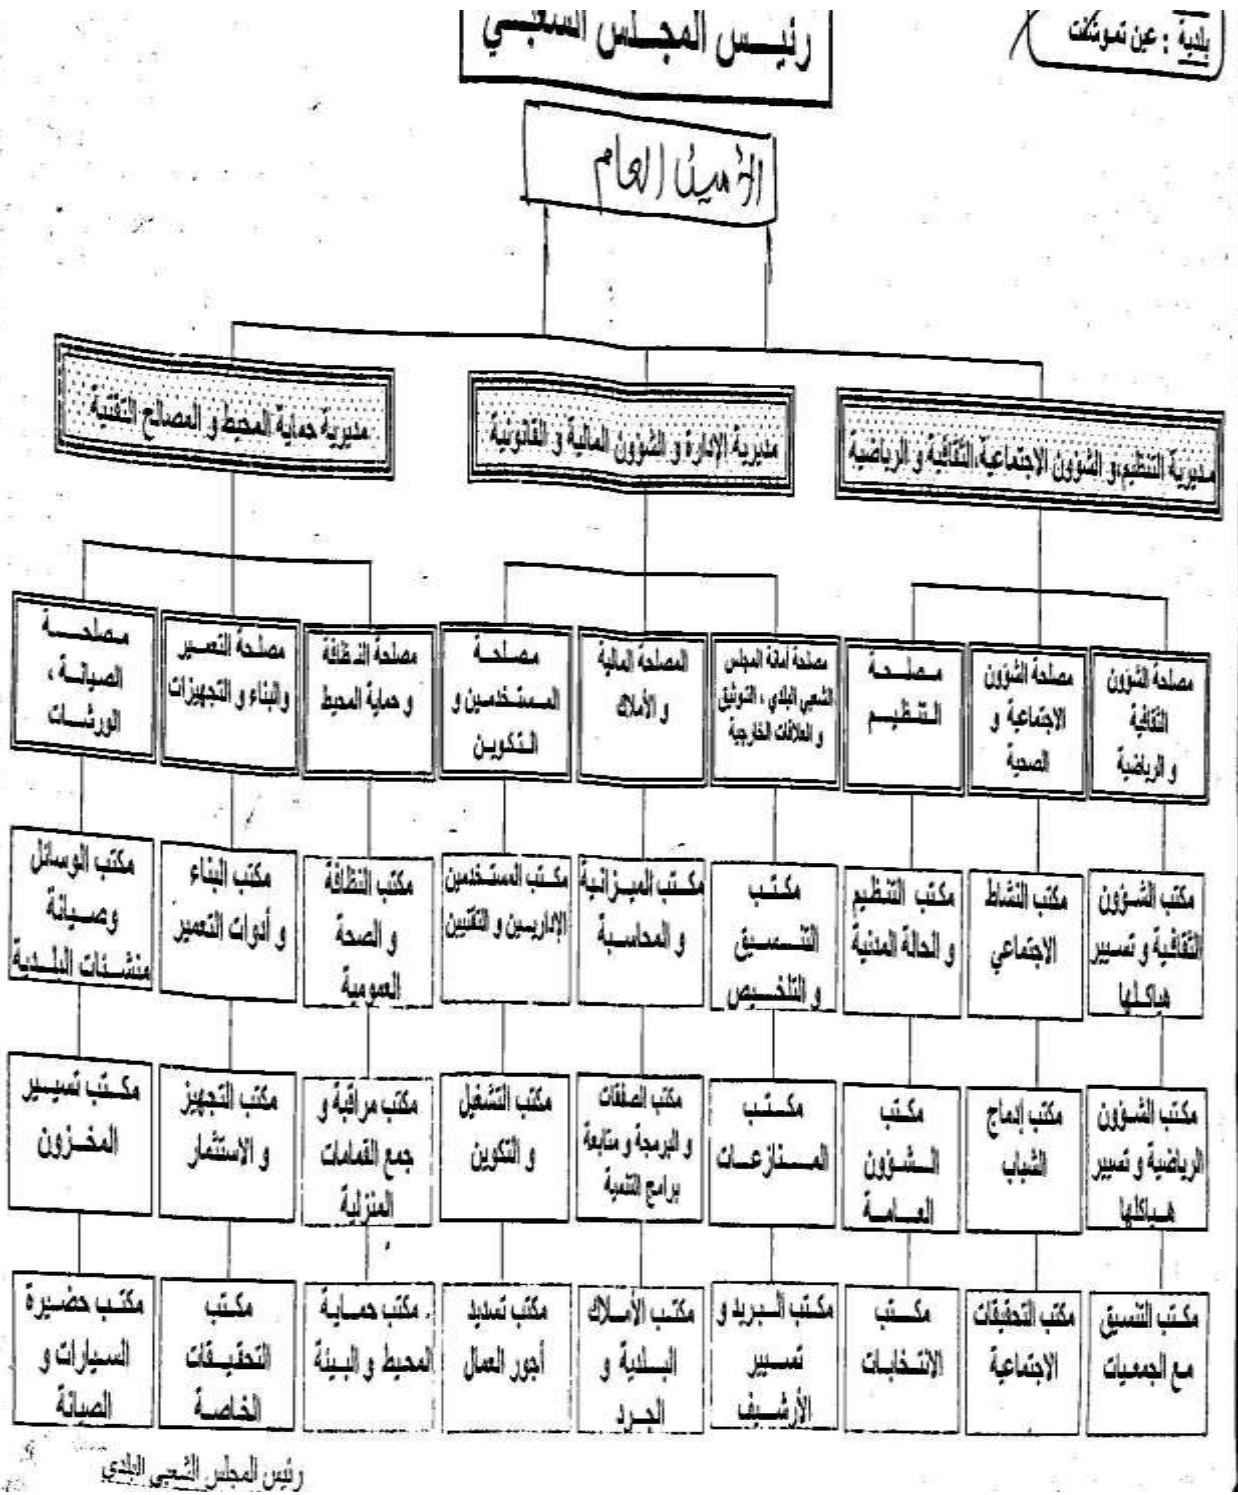 بلدية : عين تموشنت
رئيس المجلس الشعبي
الأمين العام
مديرية التنظيم،و الشؤون الاجتماعية،الثقافية و الرياضية
مديرية الإدارة و الشؤون المالية و القانونية
مديرية حماية المحيط و المصالح التقنية
مصلحة الشؤون
الثقافية
و الرياضية
مصلحة الشؤون
الاجتماعية و
الصحية
مصلحة
التنظيم
مصلحة أمانة المجلس
الشعبي البلدي ، التوثيق
و العلاقات الخارجية
المصلحة المالية
و الأملاك
مصلحة
المستخدمين و
التكوين
مصلحة النظافة
و حماية المحيط
مصلحة التعمير
والبناء و التجهيزات
مصلحة
الصيانة ،
الورشات
مكتب الشؤون
الثقافية و تسيير
هياكلها
مكتب النشاط
الاجتماعي
مكتب التنظيم
و الحالة المدنية
مكتب
التنسيق
و التلخيص
مكتب الميزانية
و المحاسبة
مكتب المستخدمين
الإداريين و التقنيين
مكتب النظافة
و الصحة
العمومية
مكتب البناء
و أدوات التعمير
مكتب الوسائل
وصيانة
منشئات البلدية
مكتب الشؤون
الرياضية و تسيير
هياكلها
مكتب إدماج
الشباب
مكتب
الشؤون
العامة
مكتب
المنازعات
مكتب الصفقات
و البرمجة و متابعة
برامج التنمية
مكتب التشغيل
و التكوين
مكتب مراقبة و
جمع القمامات
المنزلية
مكتب التجهيز
و الاستثمار
مكتب تسيير
المخزون
مكتب التنسيق
مع الجمعيات
مكتب التحقيقات
الاجتماعية
مكتب
الانتخابات
مكتب البريد و
تسيير
الأرشيف
مكتب الأملاك
البلدية و
الجرد
مكتب تسديد
أجور العمال
مكتب حماية
المحيط و البيئة
مكتب
التحقيقات
الخاصة
مكتب حضيرة
السيارات و
الصيانة
رئيس المجلس الشعبي البلدي